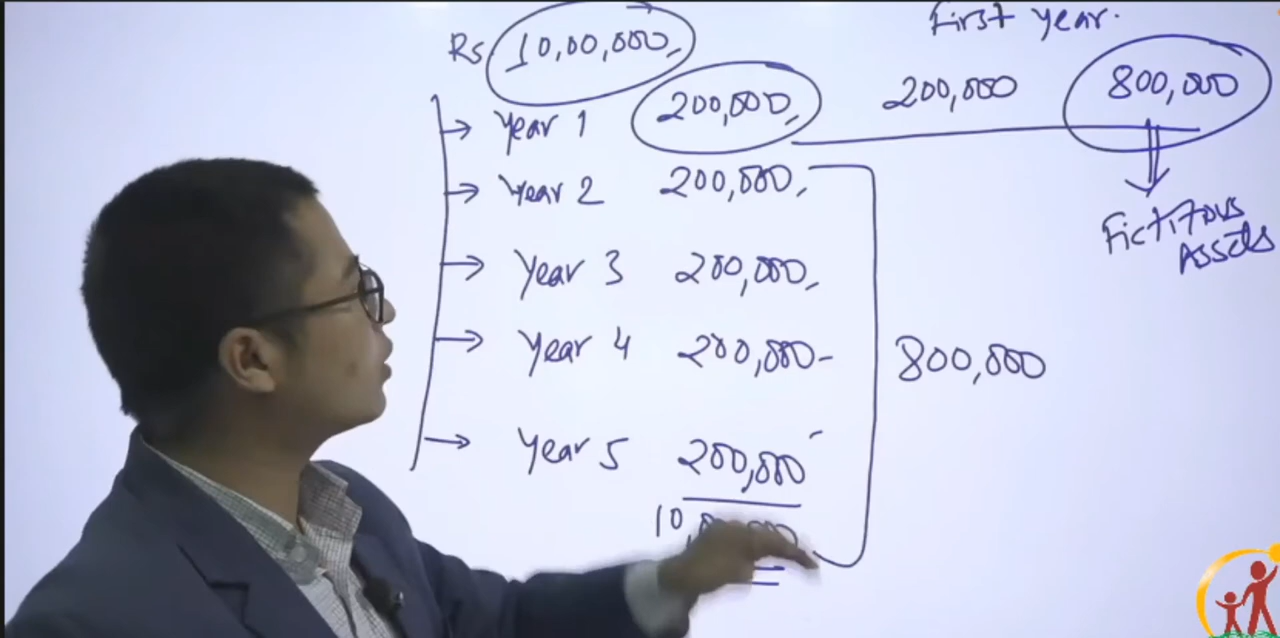 First year.
Rs 10,00,000,
200,000 800,000
Year 1 200,000,
Year 2 200,000,
Fictitous
Assets
Year 3 200,000,
Year 4 200,000-
800,000
Year 5 200,000